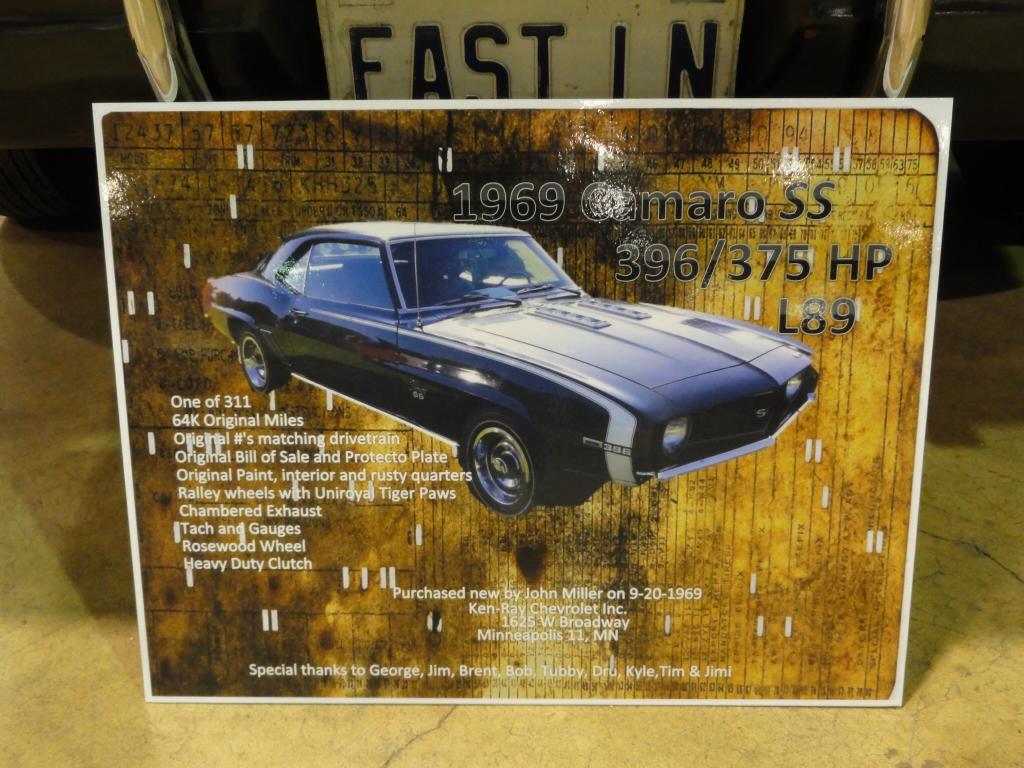 FAST LN
1969 Camaro SS
396/375 HP
L89
SS
396
One of 311
64K Original Miles
Original #'s matching drivetrain
Original Bill of Sale and Protecto Plate
Original Paint, interior and rusty quarters
Ralley wheels with Uniroyal Tiger Paws
Chambered Exhaust
Tach and Gauges
Rosewood Wheel
Heavy Duty Clutch
Purchased new by John Miller on 9-20-1969
Ken-Ray Chevrolet Inc.
1625 W Broadway
Minneapolis 11, MN
Special thanks to George, Jim, Brent, Bob, Tubby, Dru, Kyle,Tim & Jimi